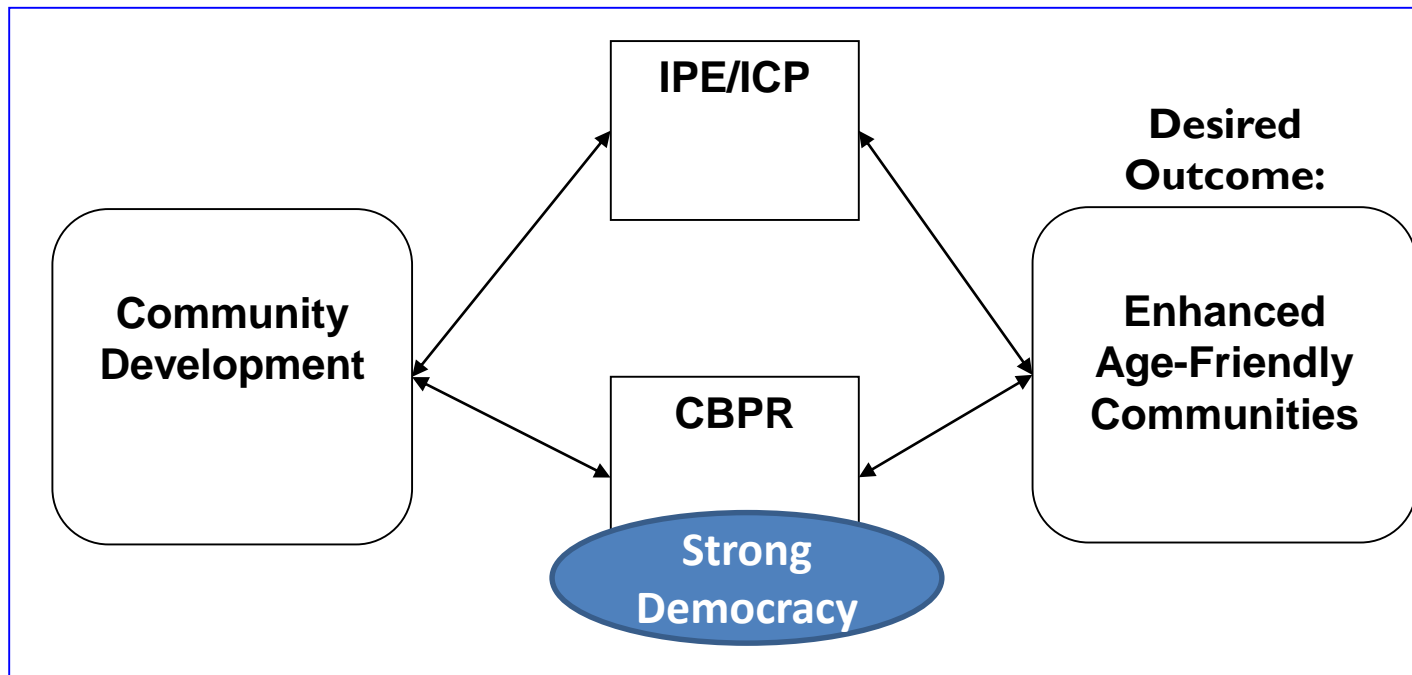 IPE/ICP
Desired
Outcome:
Community
Development
Enhanced
Age-Friendly
Communities
CBPR
Strong
Democracy